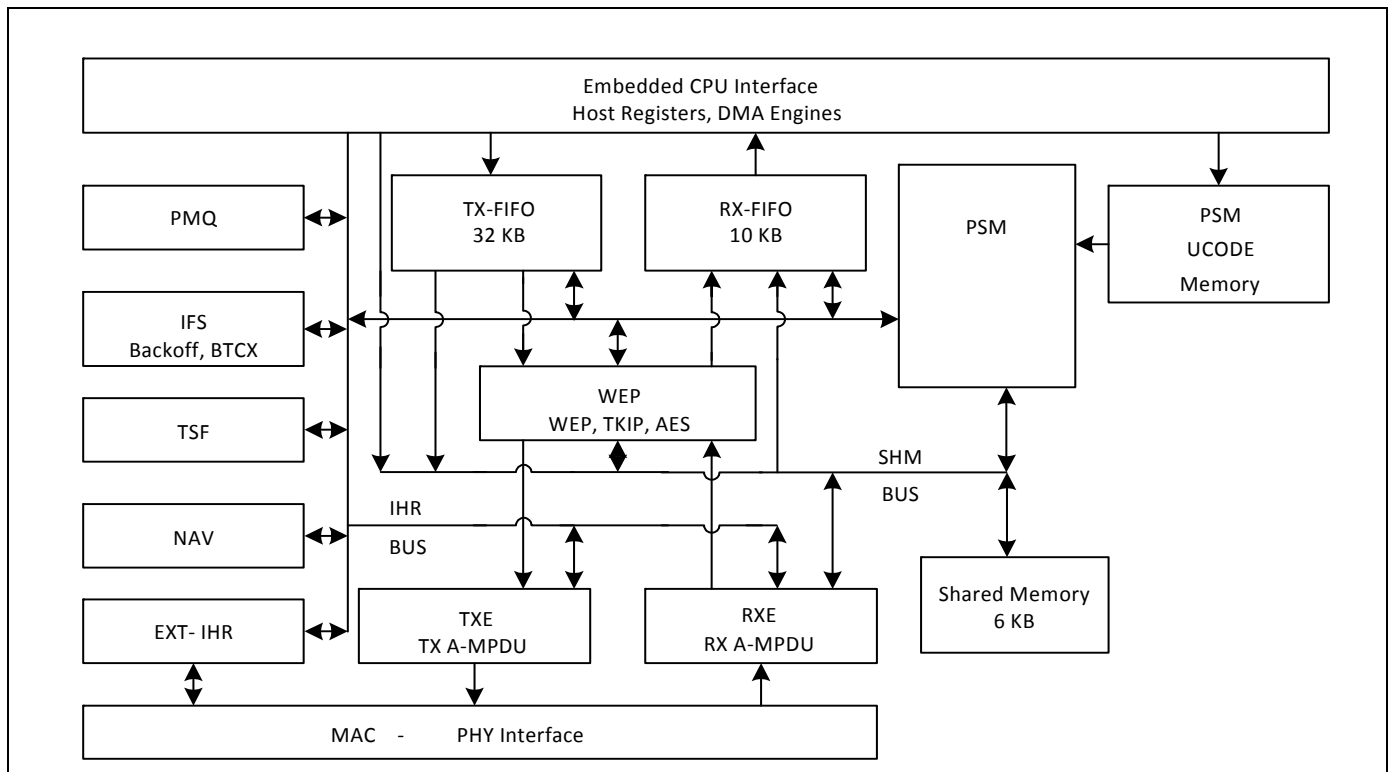 Embedded CPU Interface
Host Registers, DMA Engines
PMQ
TX-FIFO
32 KB
RX-FIFO
10 KB
PSM
PSM
UCODE
Memory
IFS
Backoff, BTCX
WEP
WEP, TKIP, AES
TSF
SHM
BUS
IHR
BUS
NAV
Shared Memory
6 KB
EXT- IHR
TXE
TX A-MPDU
RXE
RX A-MPDU
MAC - PHY Interface